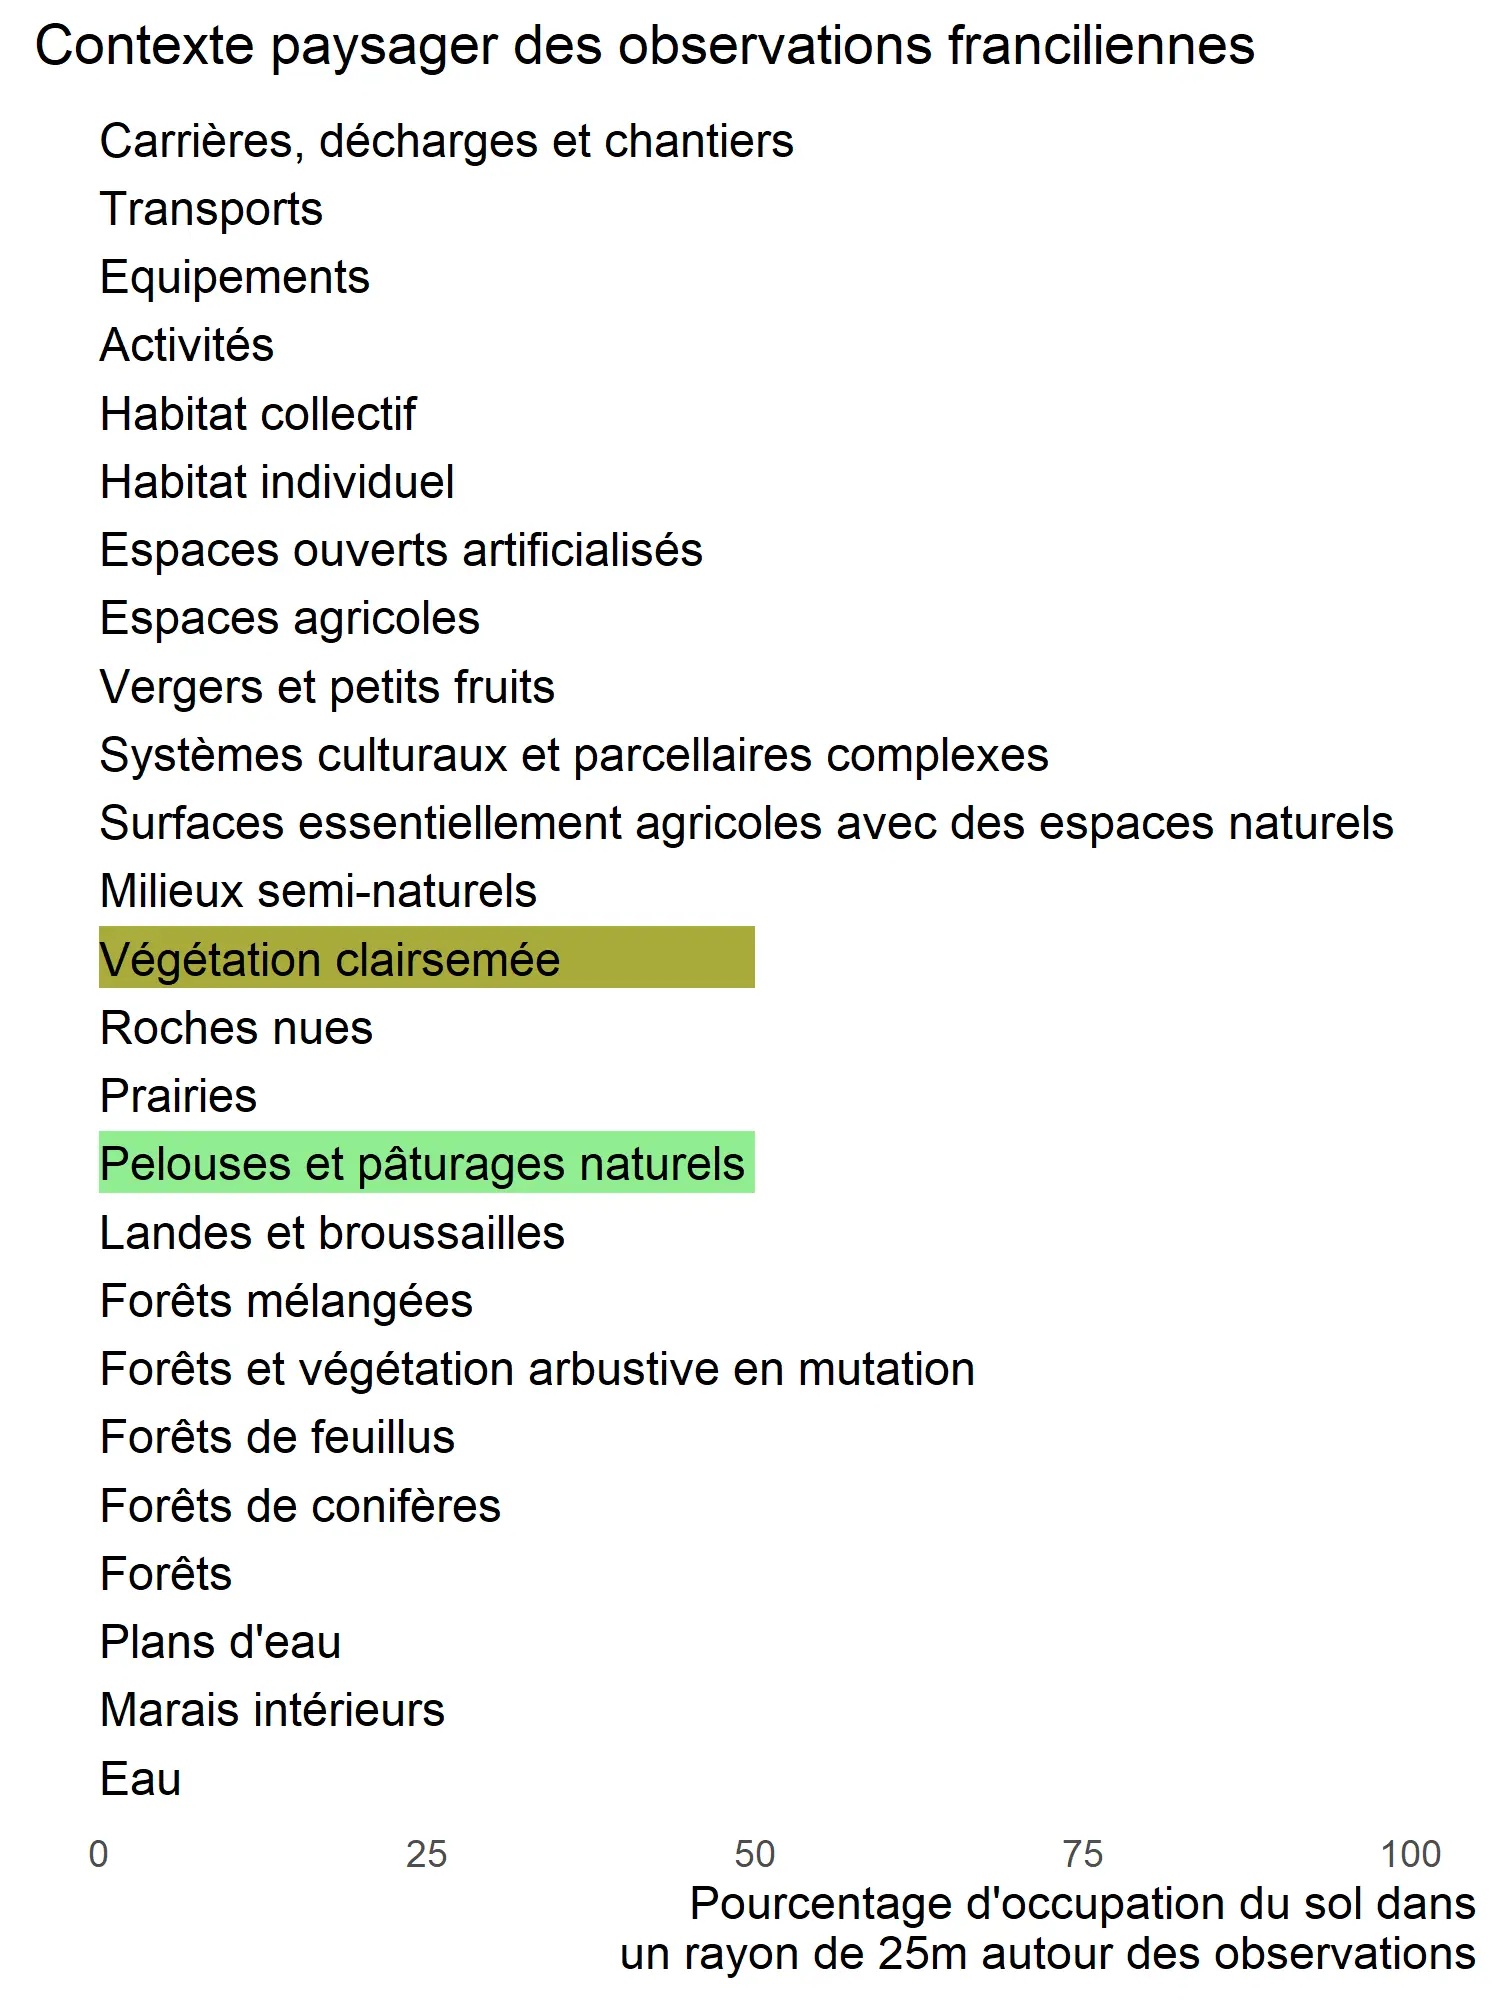 Contexte paysager des observations franciliennes
Carrières, décharges et chantiers
Transports
Equipements
Activités
Habitat collectif
Habitat individuel
Espaces ouverts artificialisés
Espaces agricoles
Vergers et petits fruits
Systèmes culturaux et parcellaires complexes
Surfaces essentiellement agricoles avec des espaces naturels
Milieux semi-naturels
Végétation clairsemée
Roches nues
Prairies
Pelouses et pâturages naturels
Landes et broussailles
Forêts mélangées
Forêts et végétation arbustive en mutation
Forêts de feuillus
Forêts de conifères
Forêts
Plans d'eau
Marais intérieurs
Eau
0 25 50 75 100
Pourcentage d'occupation du sol dans
un rayon de 25m autour des observations